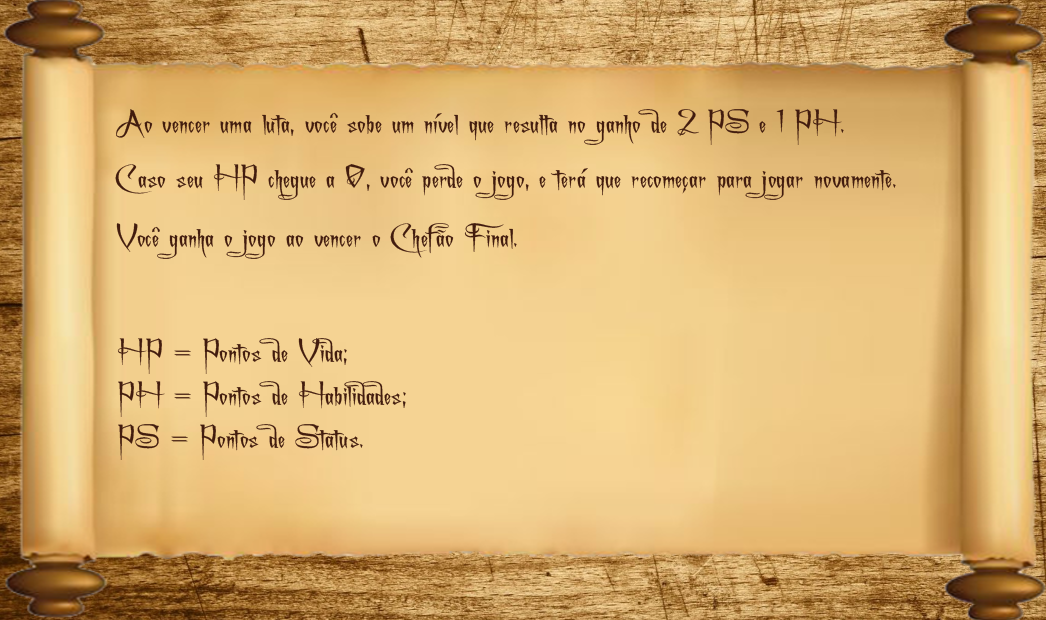 Ao vencer uma luta, você sobe um nível que resulta no ganho de 2 PS e 1 PH.
Caso seu HP chegue a 0, você perde o jogo, e terá que recomeçar para jogar novamente.
Você ganha o jogo ao vencer o Chefão Final.
HP = Pontos de Vida;
PH = Pontos de Habilidades;
PS = Pontos de Status.